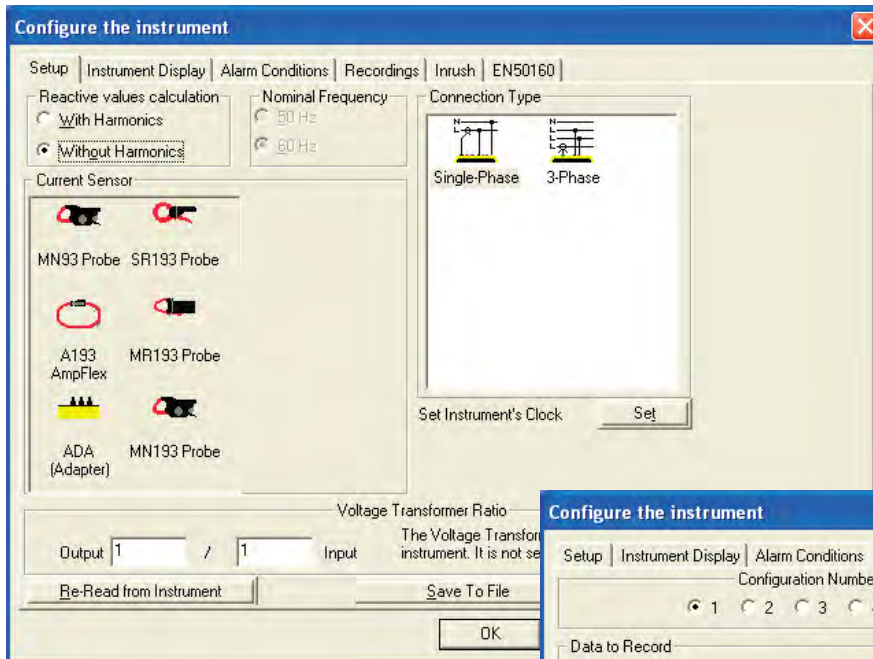 Configure the instrument
Setup Instrument Display Alarm Conditions Recordings Inrush EN50160
Reactive values calculation
With Harmonics
Without Harmonics
Nominal Frequency
50 Hz
60 Hz
Connection Type
N
L
Single-Phase
N
L
L
L
3-Phase
Current Sensor
MN93 Probe SR193 Probe
A193
AmpFlex
MR193 Probe
ADA
(Adapter)
MN193 Probe
Set Instrument's Clock Set
Voltage Transformer Ratio
Output 1 / 1 Input
The Voltage Transfor
instrument. It is not se
Re-Read from Instrument Save To File
OK
Configure the instrument
Setup Instrument Display Alarm Conditions
Configuration Numbe
1 2 3
Data to Record